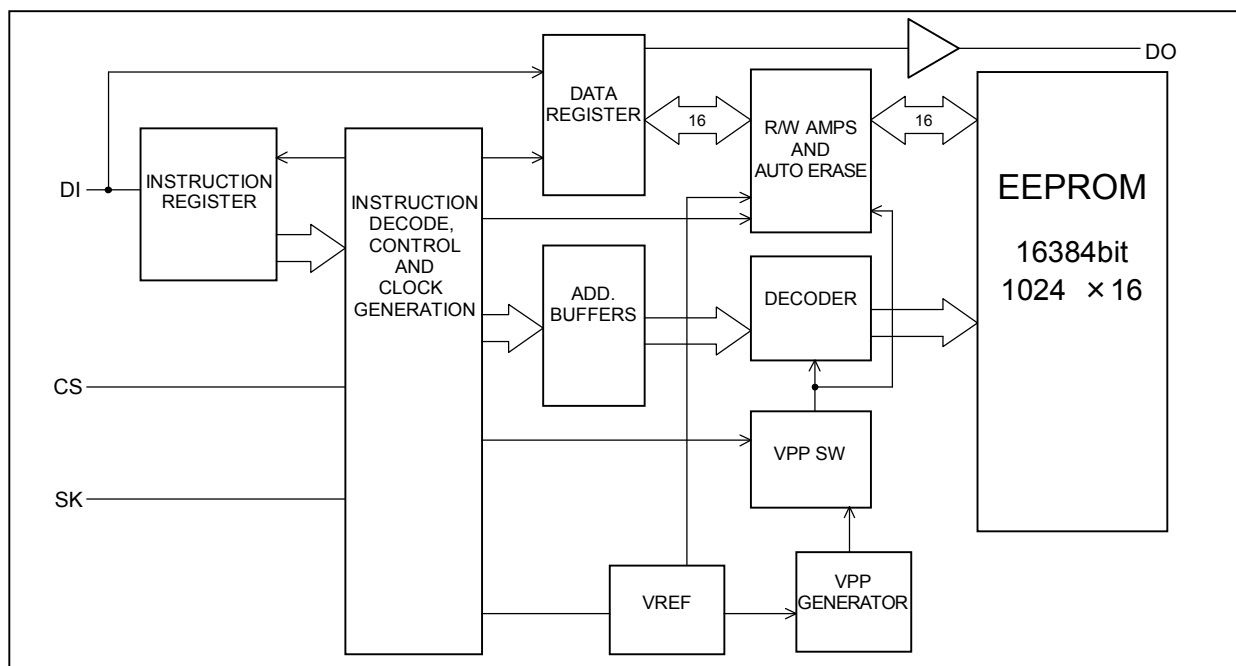 DO
DATA
REGISTER
16
R/W AMPS
AND
AUTO ERASE
16
EEPROM
16384bit
1024 ×16
DI
INSTRUCTION
REGISTER
INSTRUCTION
DECODE,
CONTROL
AND
CLOCK
GENERATION
ADD.
BUFFERS
DECODER
CS
VPP SW
SK
VREF
VPP
GENERATOR